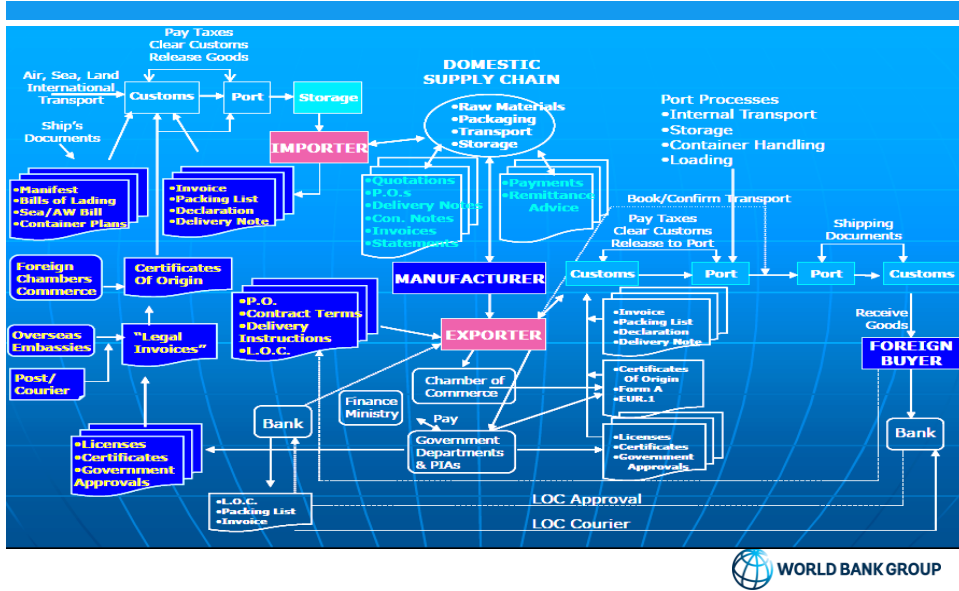 Pay Taxes
Clear Customs
Release Goods
Air, Sea, Land
International
Transport
Customs
Port
Storage
DOMESTIC
SUPPLY CHAIN
•Raw Materials
•Packaging
•Transport
•Storage
Port Processes
•Internal Transport
•Storage
•Container Handling
•Loading
Ship's
Documents
IMPORTER
•Manifest
•Bills of Lading
•Sea/AW Bill
•Container Plans
•Invoice
•Packing List
•Declaration
•Delivery Note
•Quotations
•P.O.s
•Delivery Notes
•Con. Notes
•Invoices
•Statements
•Payments
•Remittance
Advice
Book/Confirm Transport
Pay Taxes
Clear Customs
Release to Port
Shipping
Documents
Foreign
Chambers
Commerce
Certificates
Of Origin
MANUFACTURER
Customs
Port
Port
Customs
•P.O.
•Contract Terms
•Delivery
Instructions
•L.O.C.
EXPORTER
•Invoice
•Packing List
•Declaration
•Delivery Note
Receive
Goods
FOREIGN
BUYER
Overseas
Embassies
"Legal
Invoices"
Post/
Courier
Chamber of
Commerce
•Certificates
Of Origin
•Form A
•EUR.1
Finance
Ministry
Pay
Bank
Government
Departments
& PIAs
•Licenses
•Certificates
•Government
Approvals
Bank
•Licenses
•Certificates
•Government
Approvals
•L.O.C.
•Packing List
•Invoice
LOC Approval
LOC Courier
WORLD BANK GROUP